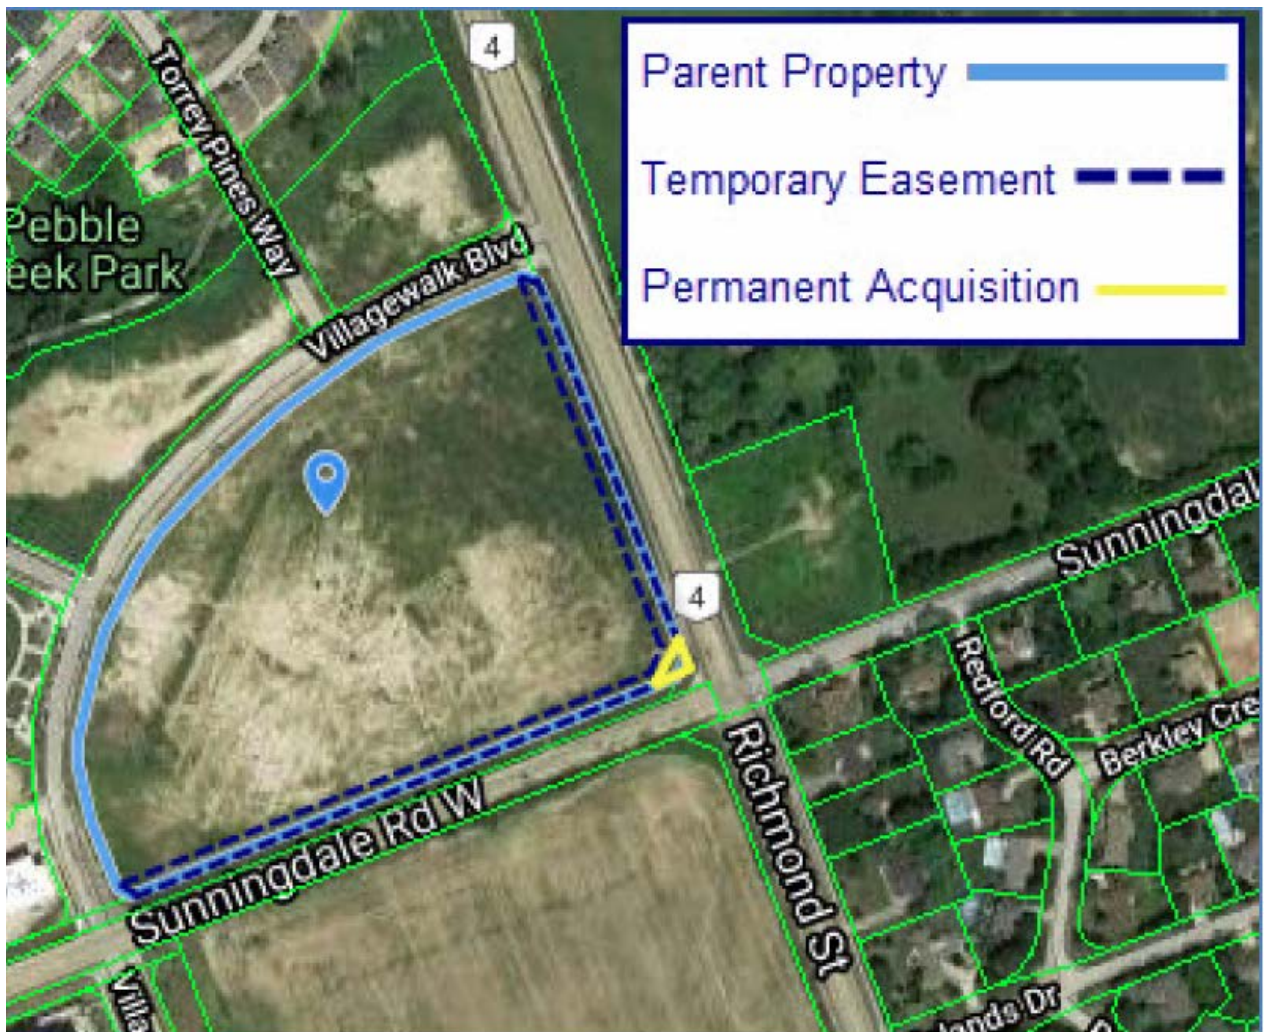 4
Parent Property
Temporary Easement
Permanent Acquisition
Torrey Pines Way
Pebble
eek Park
Villagewalk Blvd
4
Sunningdal
Redford Rd
Berkley Cre
Sunningdale Rd W
Richmond St
Villa
lands Dr